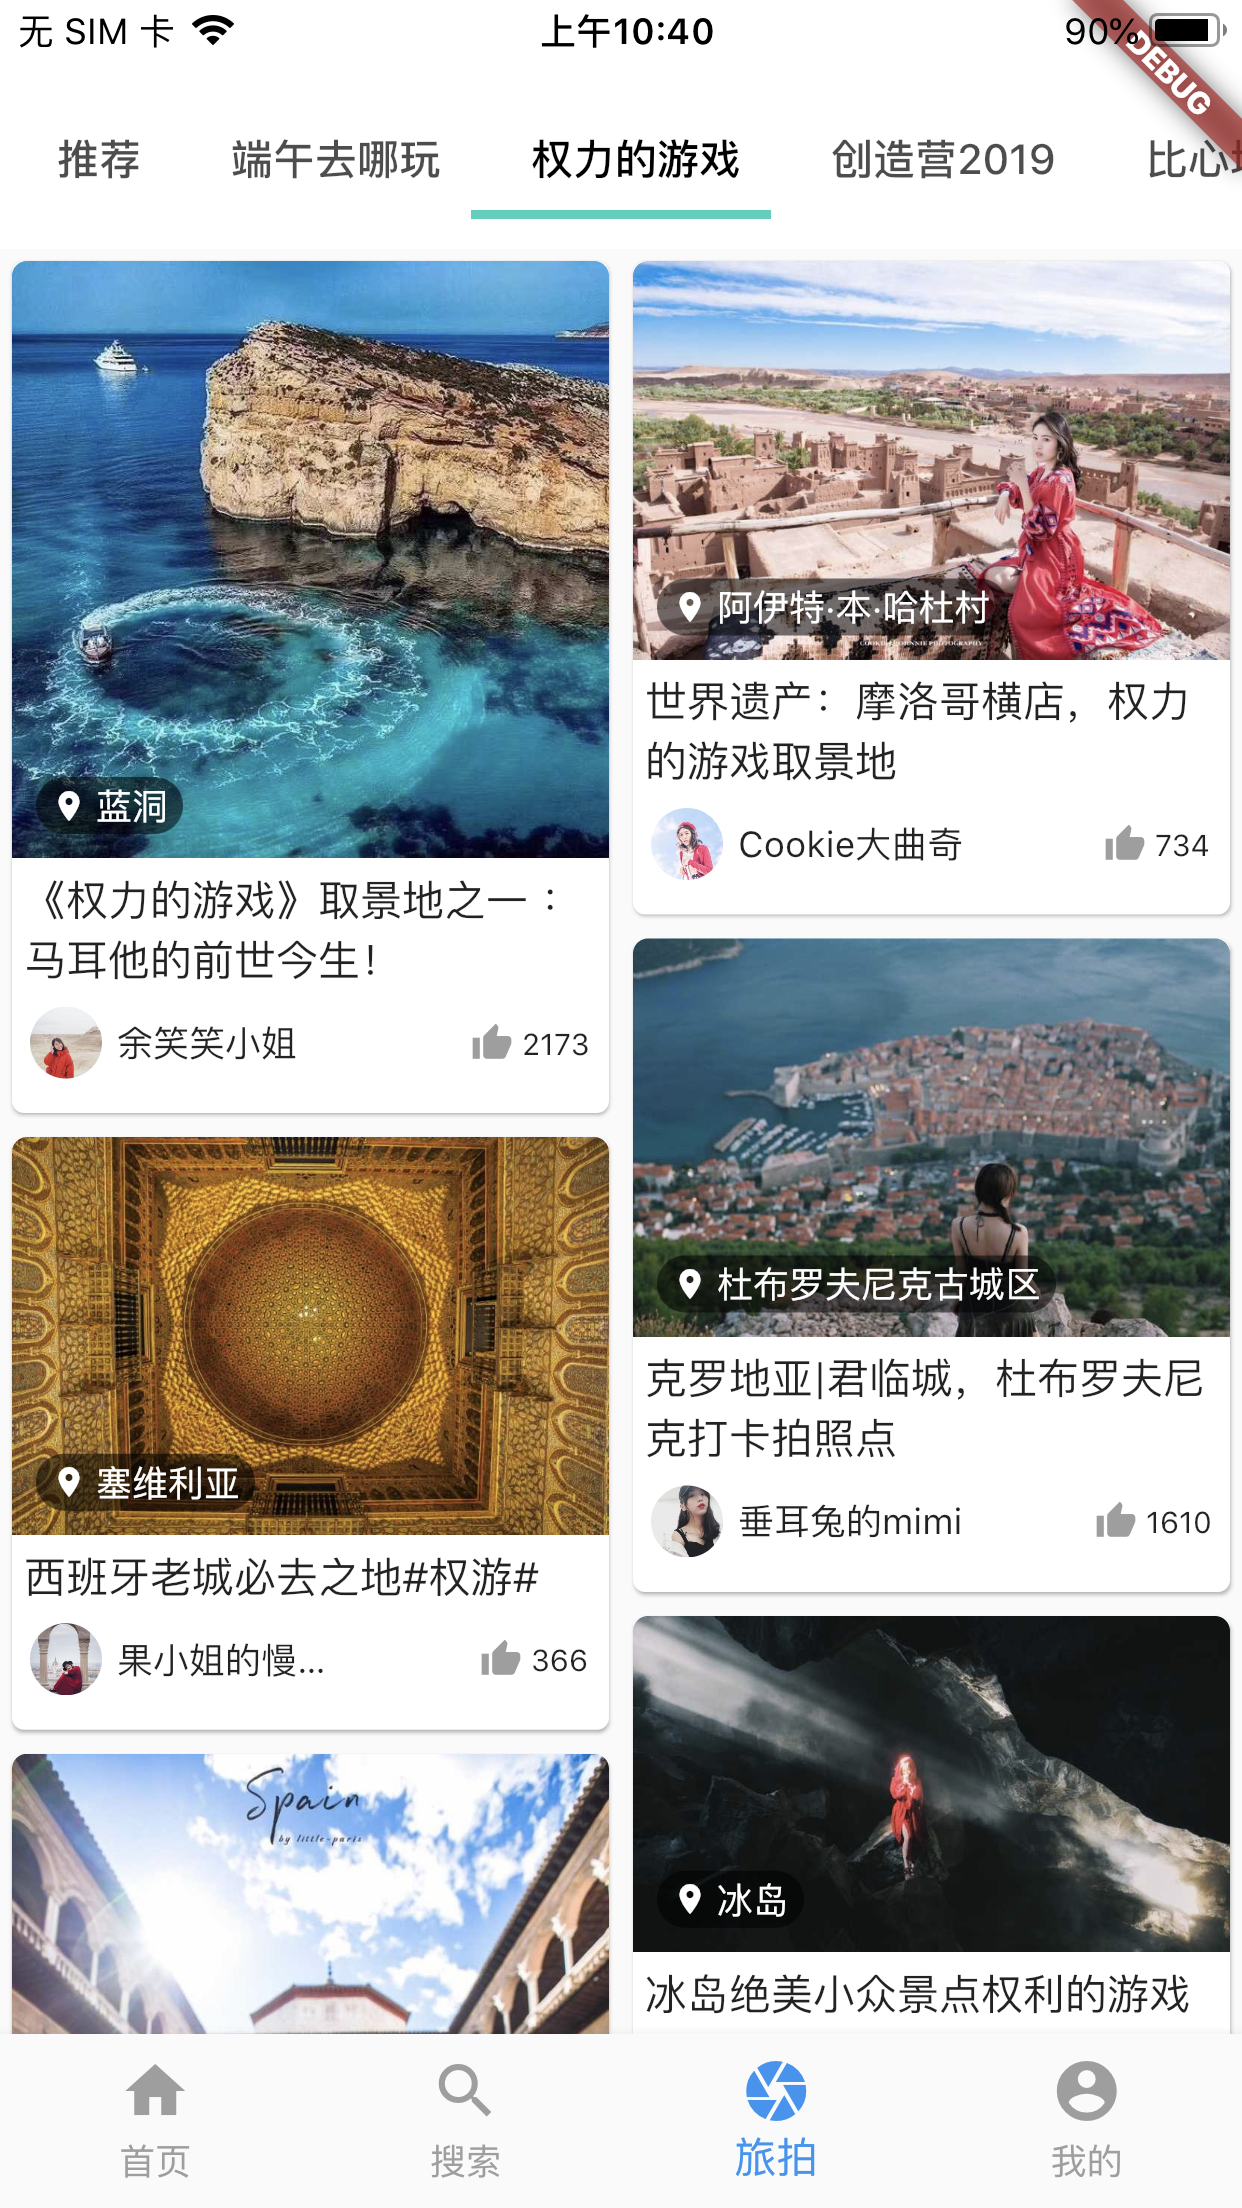 无 SIM 卡
上午10:40
90%
DEBUG
推荐
端午去哪玩
权力的游戏
创造营2019
比心
蓝洞
《权力的游戏》取景地之一：
马耳他的前世今生！
余笑笑小姐
2173
塞维利亚
西班牙老城必去之地#权游#
果小姐的慢...
366
Spain
by little-paris
阿伊特·本·哈杜村
世界遗产：摩洛哥横店，权力
的游戏取景地
Cookie大曲奇
734
杜布罗夫尼克古城区
克罗地亚|君临城，杜布罗夫尼
克打卡拍照点
垂耳兔的mimi
1610
冰岛
冰岛绝美小众景点权利的游戏
首页
搜索
旅拍
我的